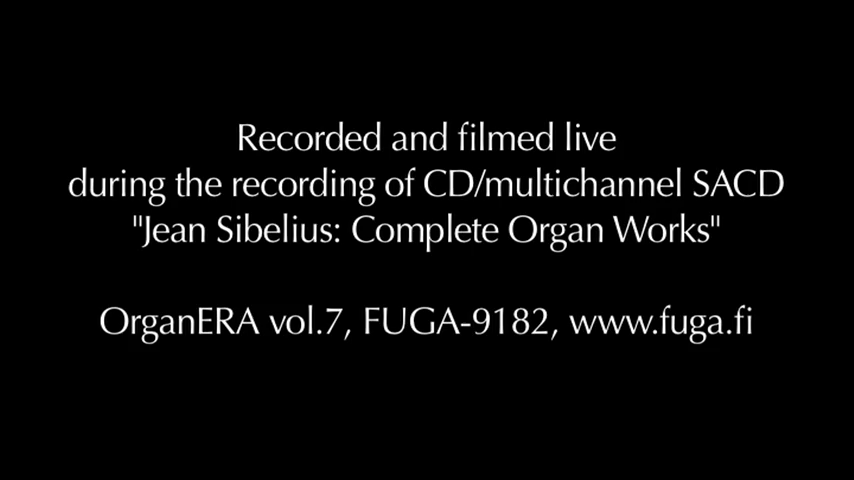 Recorded and filmed live
during the recording of CD/multichannel SACD
"Jean Sibelius: Complete Organ Works"
OrganERA vol.7, FUGA-9182, www.fuga.fi